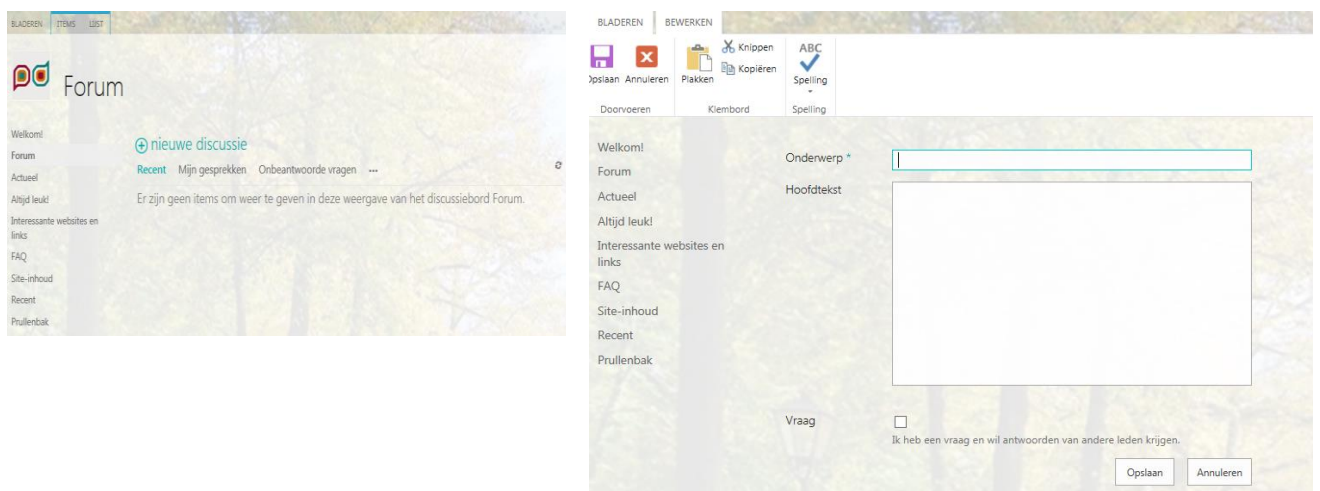 BLADEREN ITEMS LIJST
Forum
Welkom!
Forum
Actueel
Altijd leuk!
Interessante websites en
links
FAQ
Site-inhoud
Recent
Prullenbak
nieuwe discussie
Recent Mijn gesprekken Onbeantwoorde vragen ...
Er zijn geen items om weer te geven in deze weergave van het discussiebord Forum.
BLADEREN BEWERKEN
Opslaan Annuleren
Doorvoeren
Plakken
Knippen
Kopiëren
Klembord
ABC
Spelling
Spelling
Welkom!
Forum
Actueel
Altijd leuk!
Interessante websites en
links
FAQ
Site-inhoud
Recent
Prullenbak
Onderwerp *
Hoofdtekst
Vraag
Ik heb een vraag en wil antwoorden van andere leden krijgen.
Opslaan Annuleren